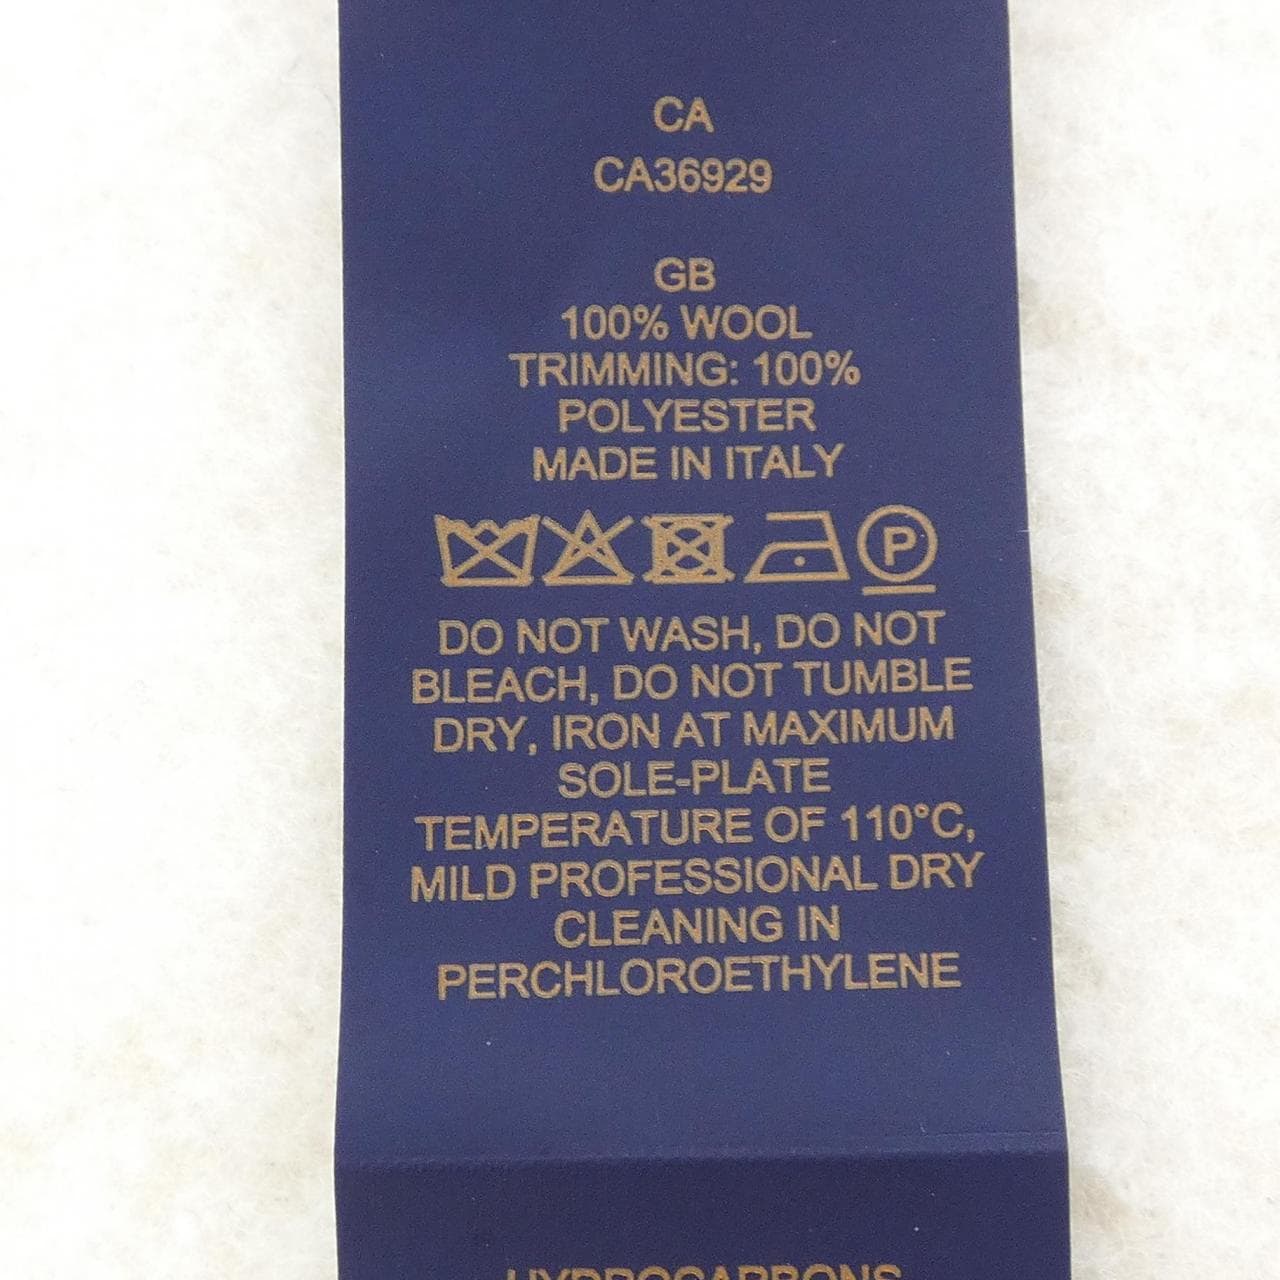 CA
CA36929
GB
100% WOOL
TRIMMING: 100%
POLYESTER
MADE IN ITALY
P
DO NOT WASH, DO NOT
BLEACH, DO NOT TUMBLE
DRY, IRON AT MAXIMUM
SOLE-PLATE
TEMPERATURE OF 110°C,
MILD PROFESSIONAL DRY
CLEANING IN
PERCHLOROETHYLENE
HYDROCARBONS